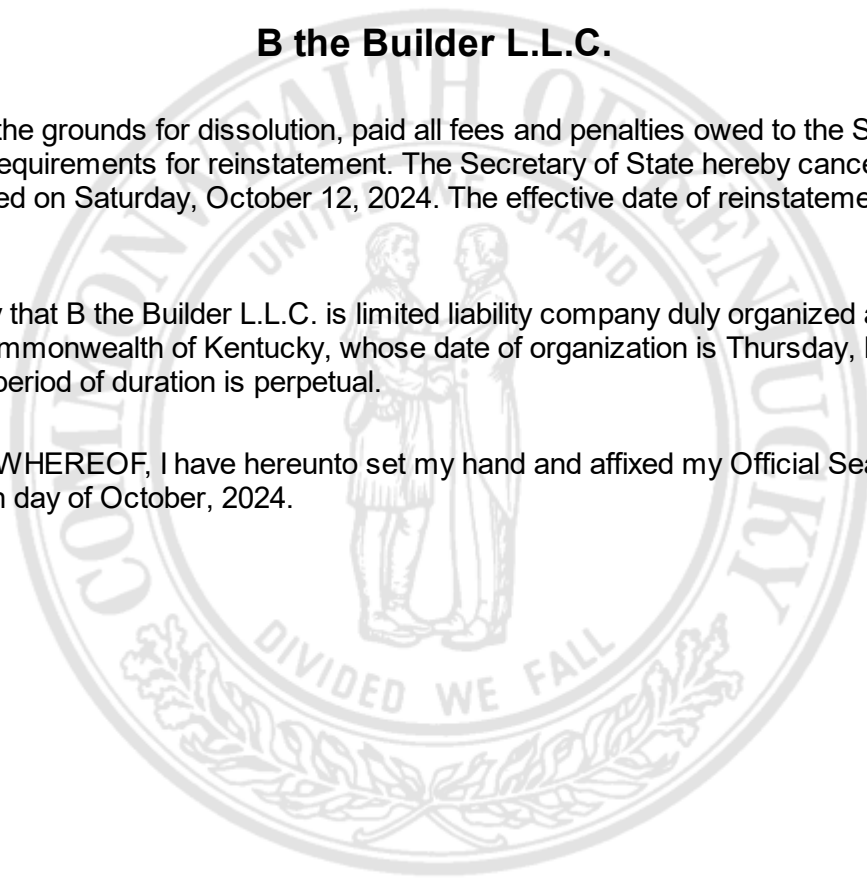 B the Builder L.L.C.
the grounds for dissolution, paid all fees and penalties owed to the S
equirements for reinstatement. The Secretary of State hereby cance
ed on Saturday, October 12, 2024. The effective date of reinstateme
y that B the Builder L.L.C. is limited liability company duly organized a
mmonwealth of Kentucky, whose date of organization is Thursday,
period of duration is perpetual.
WHEREOF, I have hereunto set my hand and affixed my Official Sea
h day of October, 2024.
COMMONWEALTH OF KENTUCKY
UNITED WE STAND
DIVIDED WE FALL